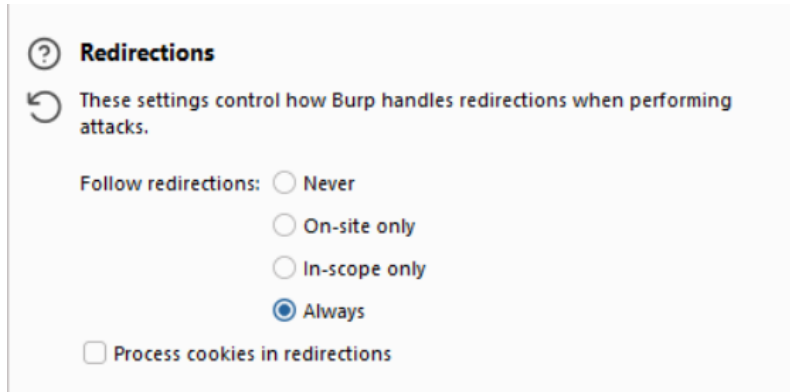 Redirections
These settings control how Burp handles redirections when performing
attacks.
Follow redirections: Never
On-site only
In-scope only
Always
Process cookies in redirections